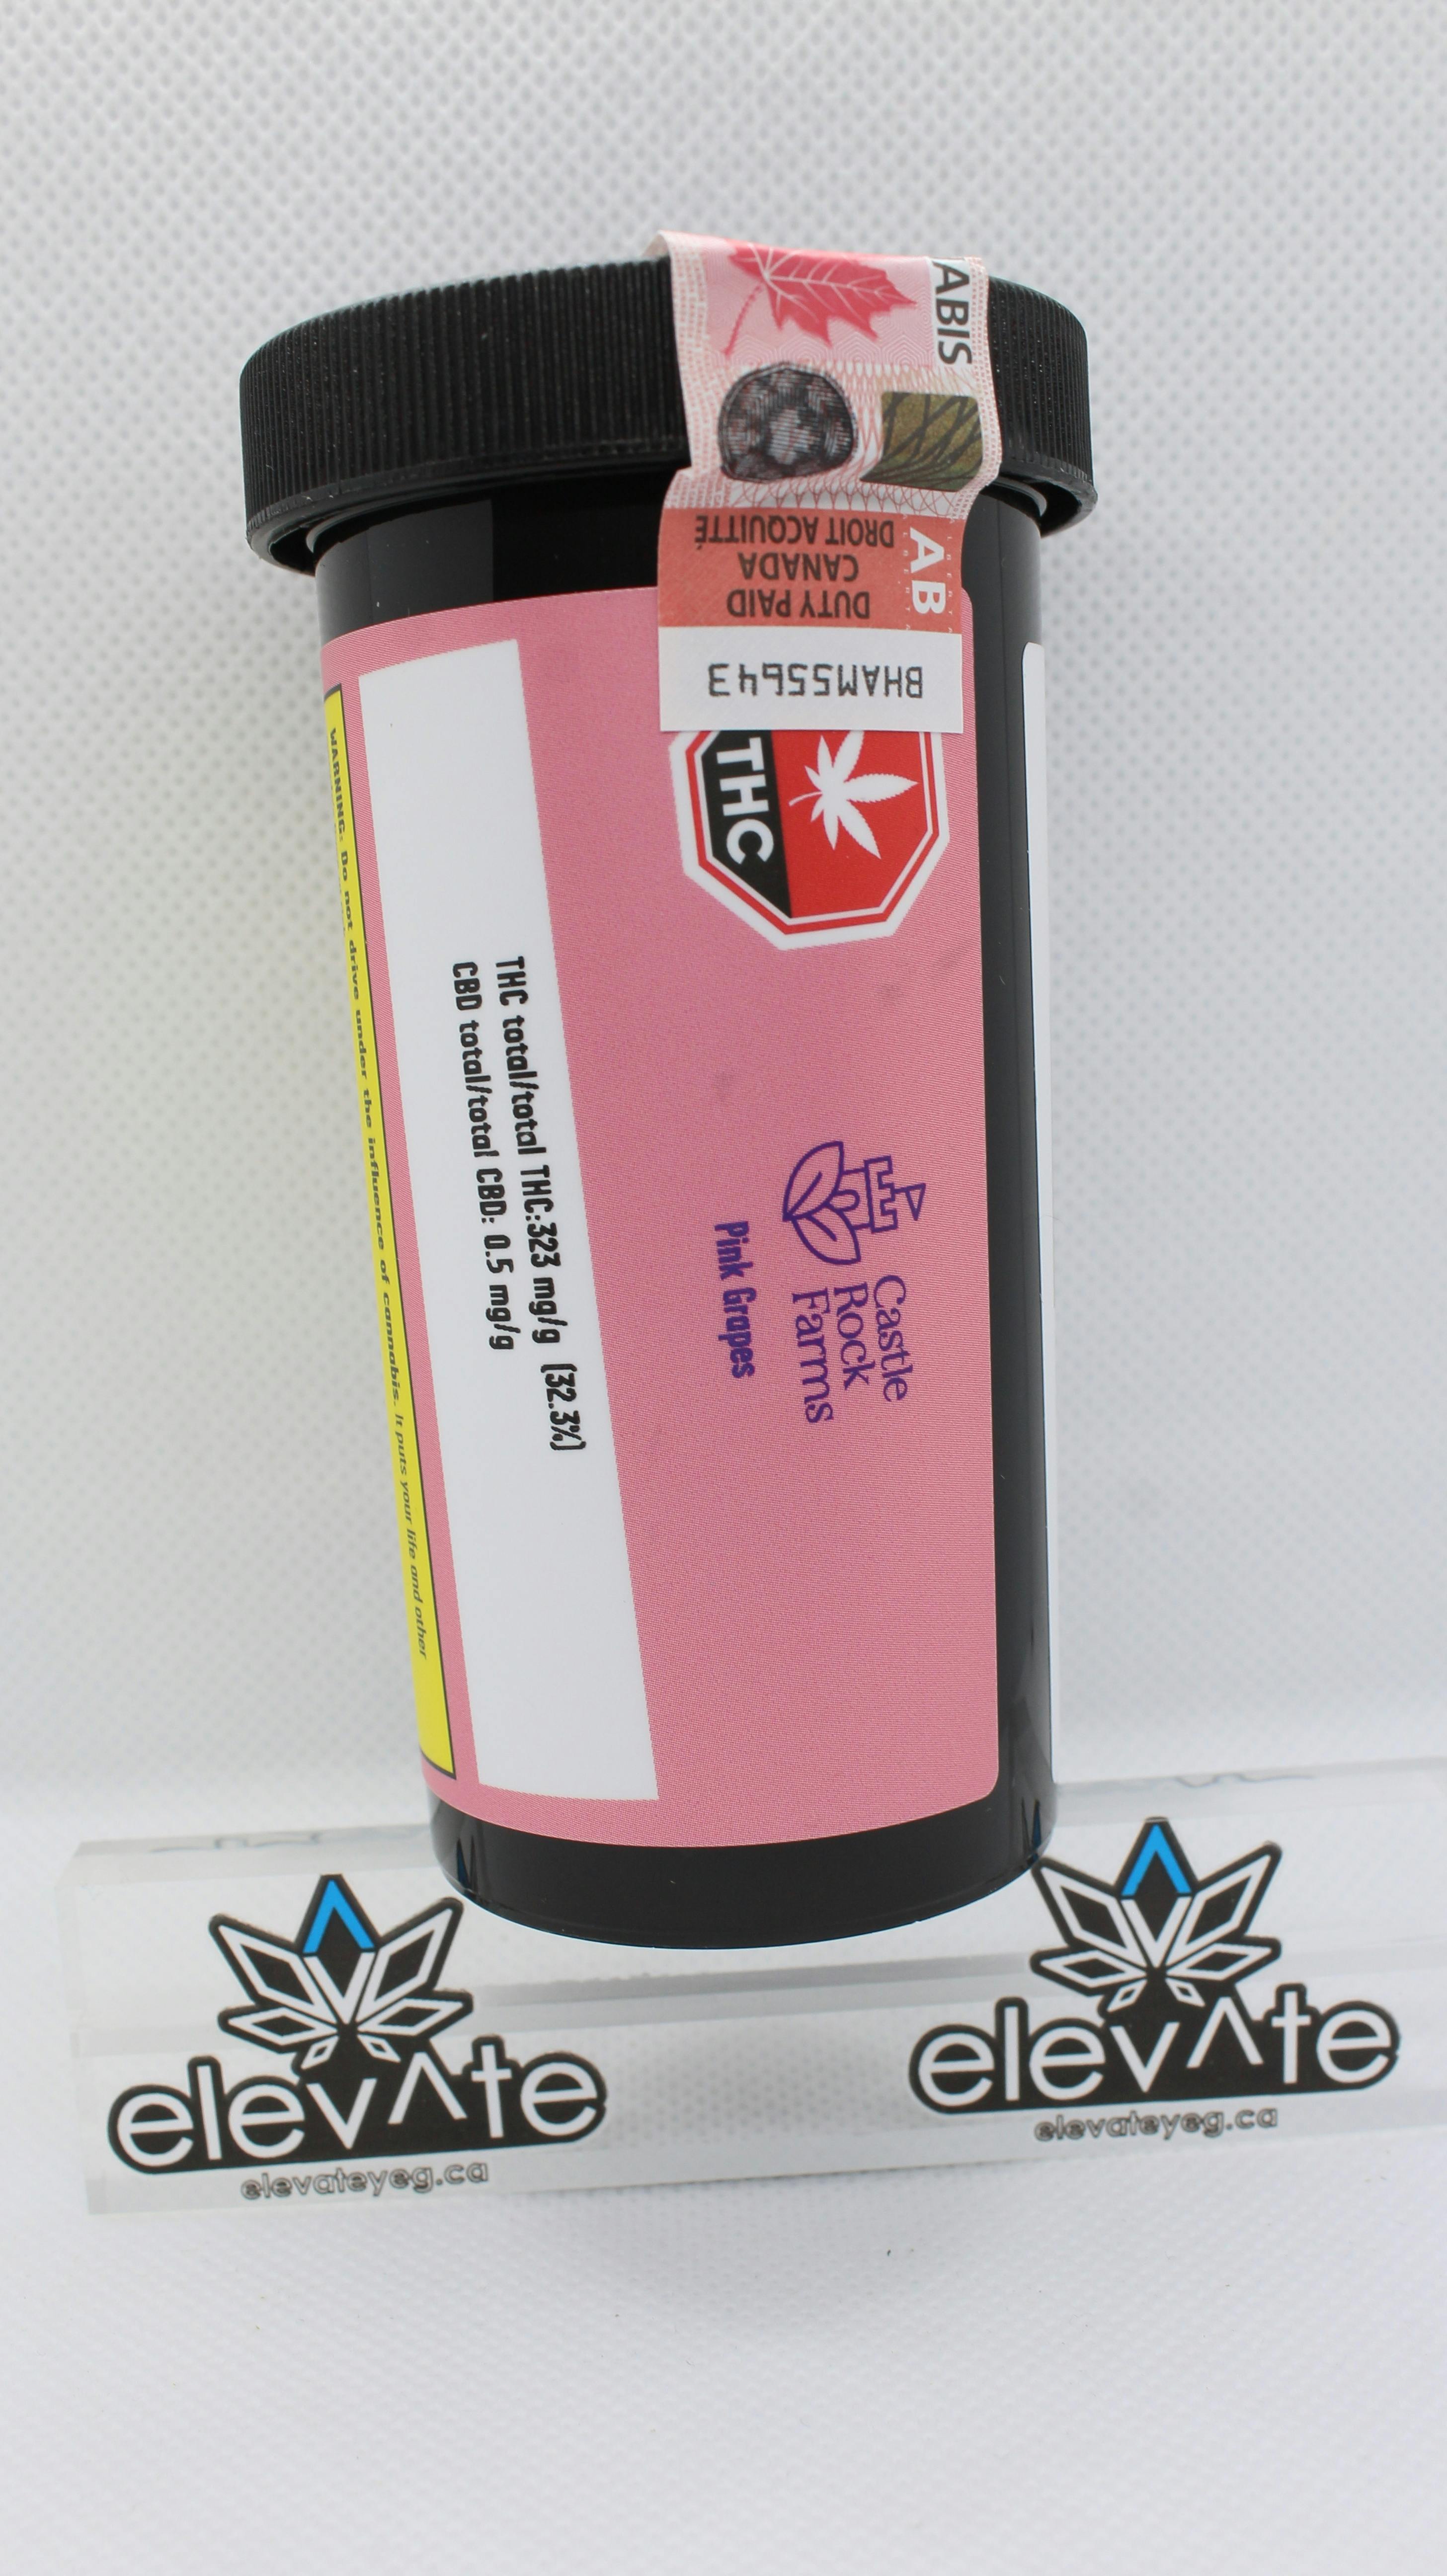 ABIS
AB
DROIT ACQUITTÉ
CANADA
DUTY PAID
BHAM55643
THC
Castle
Rock
Farms
Pink Grapes
THC total/total THC:323 mg/g (32.3%)
CBD total/total CBD: 0.5 mg/g
WARNING: Do not drive under the influence of cannabis. It puts your life and other
elevʌte
elevateyeg.ca
elevʌte
elevateyeg.ca